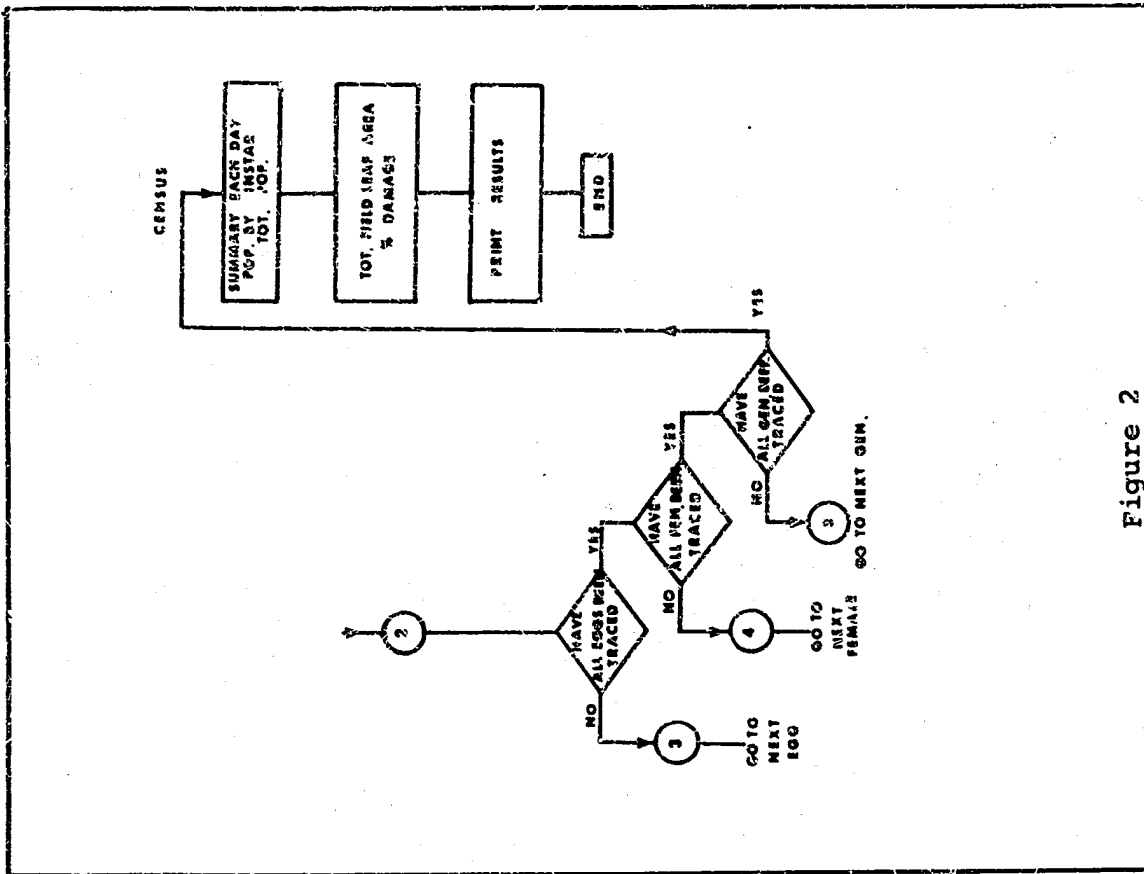 2
HAVE
ALL EGGS BEEN
TRACED
NO
YES
3
GO TO
NEXT
EGG
HAVE
ALL FEM. BEEN
TRACED
NO
YES
4
GO TO
NEXT
FEMALE
HAVE
ALL GEN. BEEN
TRACED
NO
YES
GO TO NEXT GEN.
CENSUS
SUMMARY EACH DAY
POP. BY INSTAR
TOT. POP.
TOT. FIELD LEAF AREA
% DAMAGE
PRINT RESULTS
END
Figure 2